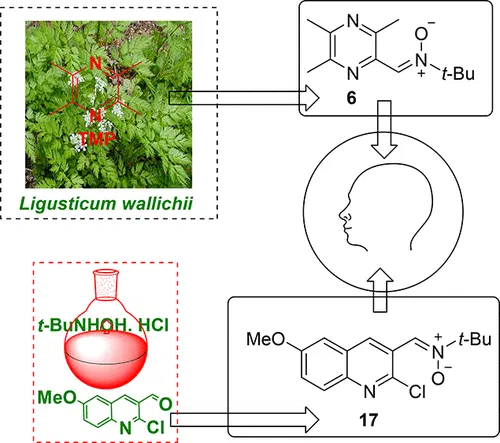 N
N
TMP
Ligusticum wallichii
N
N
O
−
N
+
t-Bu
6
t-BuNHOH. HCl
MeO
O
N
Cl
MeO
N
Cl
+
N
t-Bu
O
−
17